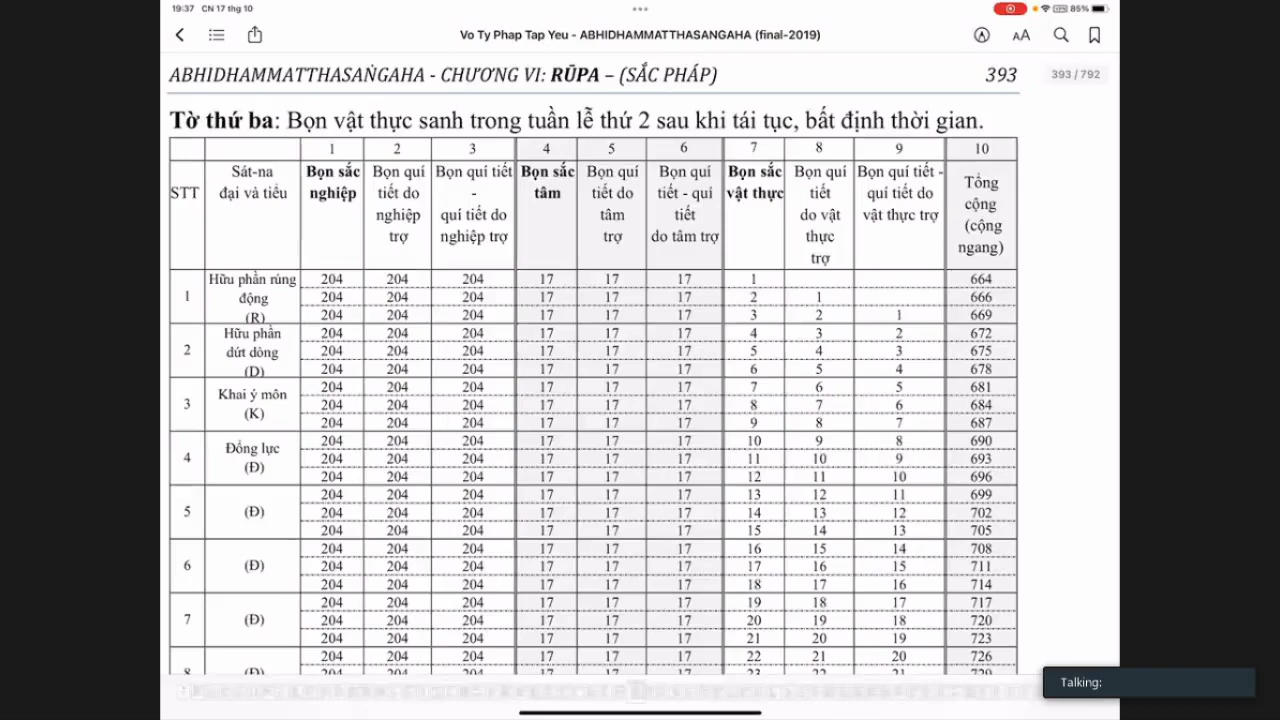 19:37 CN 17 thg 10
85%
Vo Ty Phap Tap Yeu - ABHIDHAMMATTHASANGAHA (final-2019)
AA
ABHIDHAMMATTHASAṄGAHA - CHƯƠNG VI: RŪPA – (SẮC PHÁP) 393
393 / 792
Tờ thứ ba: Bọn vật thực sanh trong tuần lễ thứ 2 sau khi tái tục, bất định thời gian.
1 2 3 4 5 6 7 8 9 10
STT
Sát-na
đại và tiểu
Bọn sắc
nghiệp
Bọn quí
tiết do
nghiệp
trợ
Bọn quí tiết
-
quí tiết do
nghiệp trợ
Bọn sắc
tâm
Bọn quí
tiết do
tâm
trợ
Bọn quí
tiết - quí
tiết
do tâm trợ
Bọn sắc
vật thực
Bọn quí
tiết
do vật
thực
trợ
Bọn quí tiết -
quí tiết do
vật thực trợ
Tổng
cộng
(cộng
ngang)
1
Hữu phần rúng
động
(R)
204 204 204 17 17 17 1 664
204 204 204 17 17 17 2 1 666
204 204 204 17 17 17 3 2 1 669
2
Hữu phần
dứt dòng
(D)
204 204 204 17 17 17 4 3 2 672
204 204 204 17 17 17 5 4 3 675
204 204 204 17 17 17 6 5 4 678
3
Khai ý môn
(K)
204 204 204 17 17 17 7 6 5 681
204 204 204 17 17 17 8 7 6 684
204 204 204 17 17 17 9 8 7 687
4
Đổng lực
(Đ)
204 204 204 17 17 17 10 9 8 690
204 204 204 17 17 17 11 10 9 693
204 204 204 17 17 17 12 11 10 696
5
(Đ)
204 204 204 17 17 17 13 12 11 699
204 204 204 17 17 17 14 13 12 702
204 204 204 17 17 17 15 14 13 705
6
(Đ)
204 204 204 17 17 17 16 15 14 708
204 204 204 17 17 17 17 16 15 711
204 204 204 17 17 17 18 17 16 714
7
(Đ)
204 204 204 17 17 17 19 18 17 717
204 204 204 17 17 17 20 19 18 720
204 204 204 17 17 17 21 20 19 723
8
(Đ)
204 204 204 17 17 17 22 21 20 726
Talking: